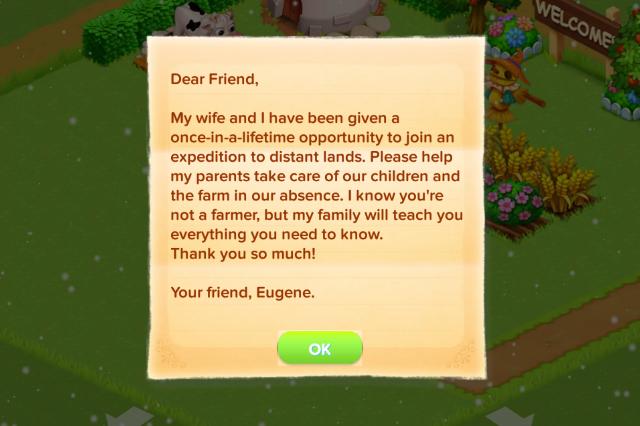 WELCOME
Dear Friend,
My wife and I have been given a
once-in-a-lifetime opportunity to join an
expedition to distant lands. Please help
my parents take care of our children and
the farm in our absence. I know you're
not a farmer, but my family will teach you
everything you need to know.
Thank you so much!
Your friend, Eugene.
OK